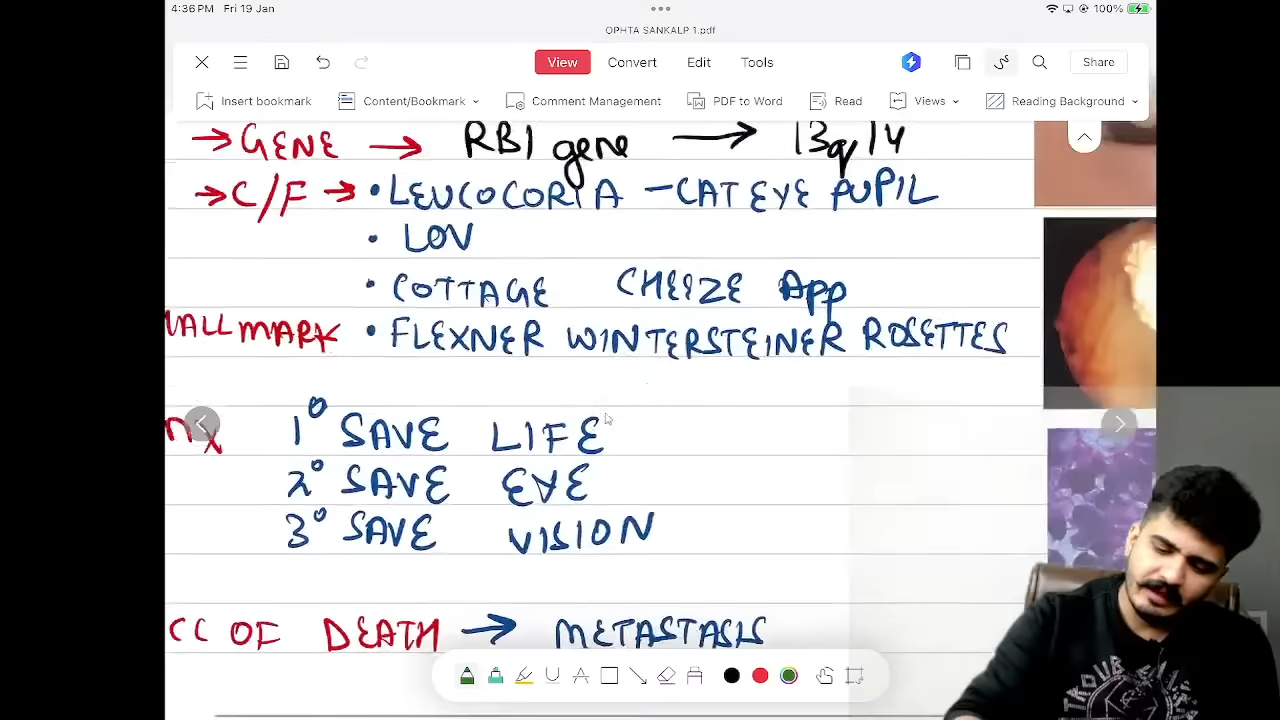 4:36 PM Fri 19 Jan
100%
OPHTA SANKALP 1.pdf
View Convert Edit Tools Share
Insert bookmark Content/Bookmark Comment Management PDF to Word Read Views Reading Background
→ GENE → RB1 gene → 13q14
→ C/F → • LEUCOCORIA - CAT EYE PUPIL
• LOV
• COTTAGE CHEEZE App
HALLMARK • FLEXNER WINTERSTEINER ROSETTES
1° SAVE LIFE
2° SAVE EYE
3° SAVE VISION
CC OF DEATH → METASTASIS